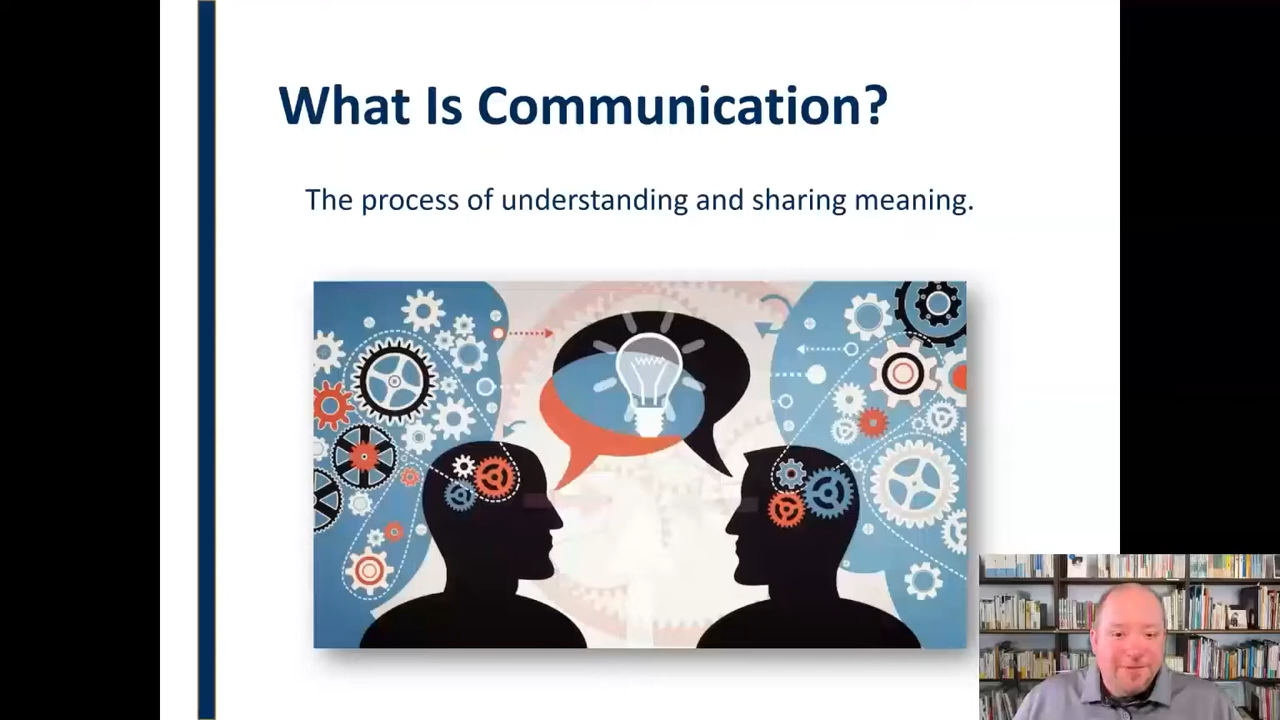 What Is Communication?
The process of understanding and sharing meaning.